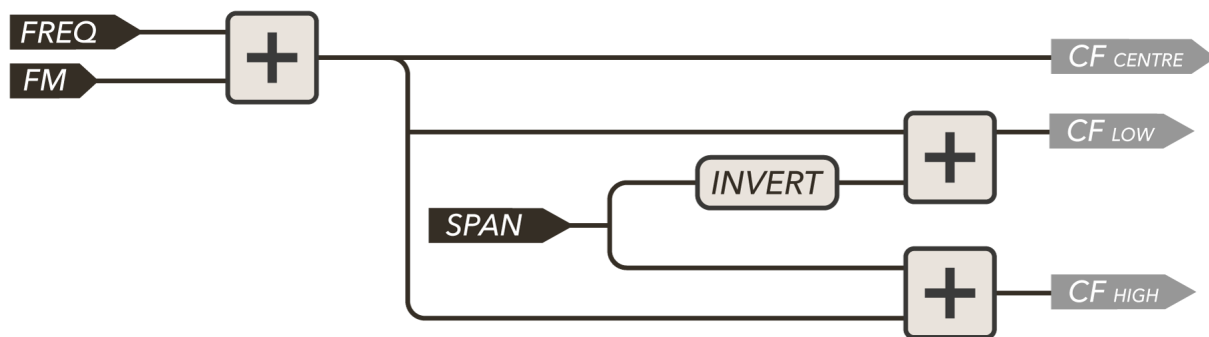 FREQ
FM
+
CF CENTRE
CF LOW
+
INVERT
SPAN
+
CF HIGH